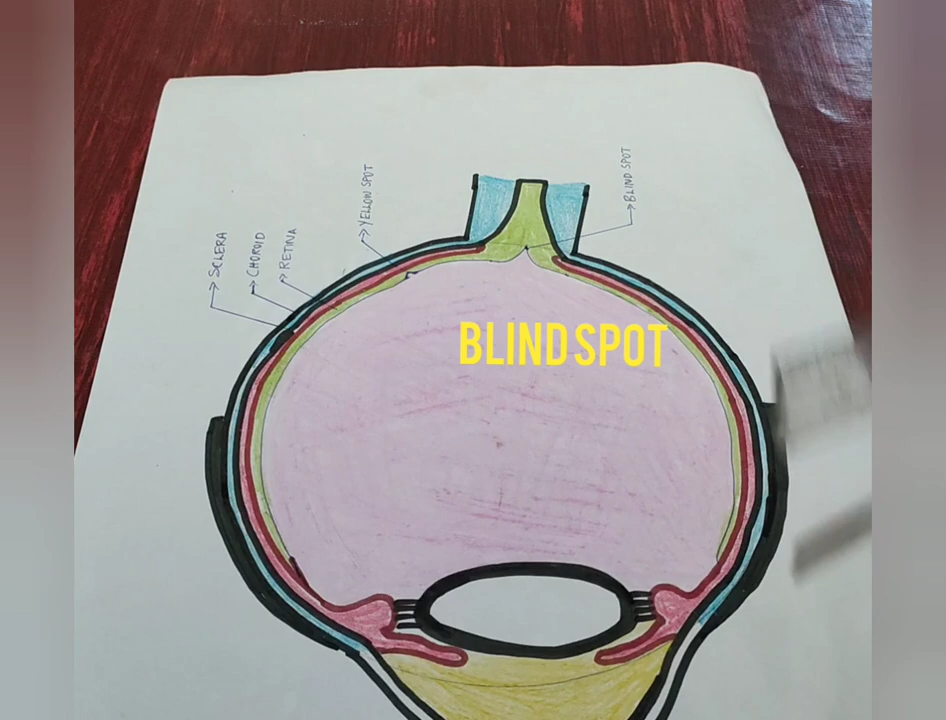 SCLERA
CHOROID
RETINA
YELLOW SPOT
BLIND SPOT
BLIND SPOT